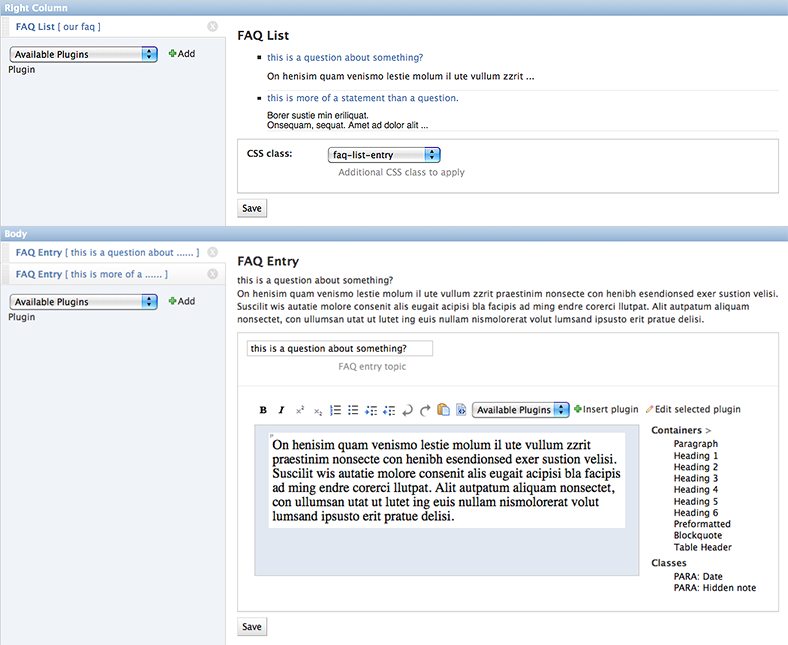 Right Column
FAQ List [ our faq ]
Available Plugins
Add
Plugin
FAQ List
this is a question about something?
On henisim quam venismo lestie molum il ute vullum zzrit ...
this is more of a statement than a question.
Borer sustie min eriliquat.
Onsequam, sequat. Amet ad dolor alit ...
CSS class:
faq-list-entry
Additional CSS class to apply
Save
Body
FAQ Entry [ this is a question about ...... ]
FAQ Entry [ this is more of a ...... ]
Available Plugins
Add
Plugin
FAQ Entry
this is a question about something?
On henisim quam venismo lestie molum il ute vullum zzrit praestinim nonsecte con henibh esendionsed exer sustion velisi.
Suscilit wis autatie molore consenit alis eugait acipisi bla facipis ad ming endre corerci llutpat. Alit autpatum aliquam
nonsectet, con ullumsan utat ut lutet ing euis nullam nismolorerat volut lumsand ipsusto erit pratue delisi.
this is a question about something?
FAQ entry topic
B I x² x₂ Available Plugins Insert plugin Edit selected plugin
P
On henisim quam venismo lestie molum il ute vullum zzrit
praestinim nonsecte con henibh esendionsed exer sustion velisi.
Suscilit wis autatie molore consenit alis eugait acipisi bla facipis
ad ming endre corerci llutpat. Alit autpatum aliquam nonsectet,
con ullumsan utat ut lutet ing euis nullam nismolorerat volut
lumsand ipsusto erit pratue delisi.
Containers >
Paragraph
Heading 1
Heading 2
Heading 3
Heading 4
Heading 5
Heading 6
Preformatted
Blockquote
Table Header
Classes
PARA: Date
PARA: Hidden note
Save